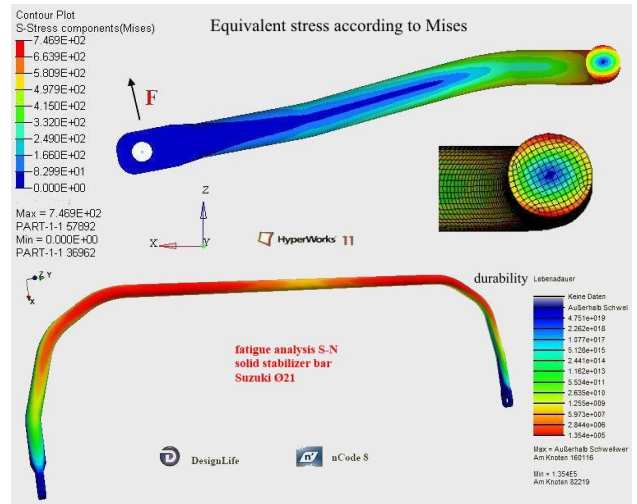 Contour Plot
S-Stress components(Mises)
7.469E+02
6.639E+02
5.809E+02
4.979E+02
4.150E+02
3.320E+02
2.490E+02
1.660E+02
8.299E+01
0.000E+00
Max = 7.469E+02
PART-1-1 57892
Min = 0.000E+00
PART-1-1 36962
Equivalent stress according to Mises
F
Z
X
Y
HyperWorks 11
Z
Y
X
durability
Lebensdauer
Keine Daten
Außerhalb Schwel
4.751e+019
2.262e+018
1.077e+017
5.128e+015
2.441e+014
1.162e+013
5.534e+011
2.635e+010
1.255e+009
5.973e+007
2.844e+006
1.354e+005
Max = Außerhalb Schwellwer
Am Knoten 160116
Min = 1.354E5
Am Knoten 82219
fatigue analysis S-N
solid stabilizer bar
Suzuki Ø21
DesignLife
nCode 8